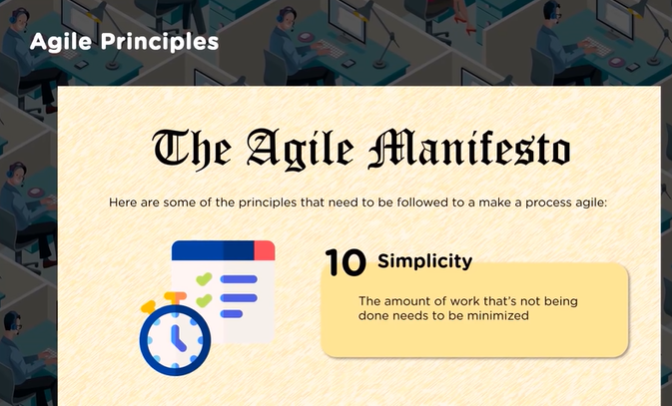 Agile Principles
The Agile Manifesto
Here are some of the principles that need to be followed to a make a process agile:
10 Simplicity
The amount of work that's not being
done needs to be minimized